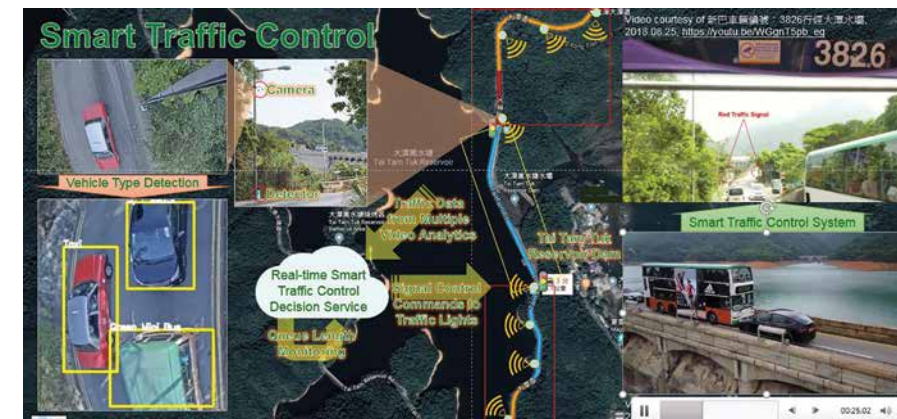 Smart Traffic Control
Video courtesy of 新巴車輛編號：3826行經大潭水壩,
2018.08.25, https://youtu.be/WGgnT5pb_eg
3826
Camera
Red Traffic Signal
Detector
Vehicle Type Detection
大潭篤水塘
Tai Tam Tuk Reservoir
Traffic Data
from Multiple
Video Analytics
Smart Traffic Control System
Tai Tam Tuk
Reservoir Dam
Taxi
Real-time Smart
Traffic Control
Decision Service
Signal Control
Commands to
Traffic Lights
Green Mini Bus
Queue Length
Monitoring
00:25.02